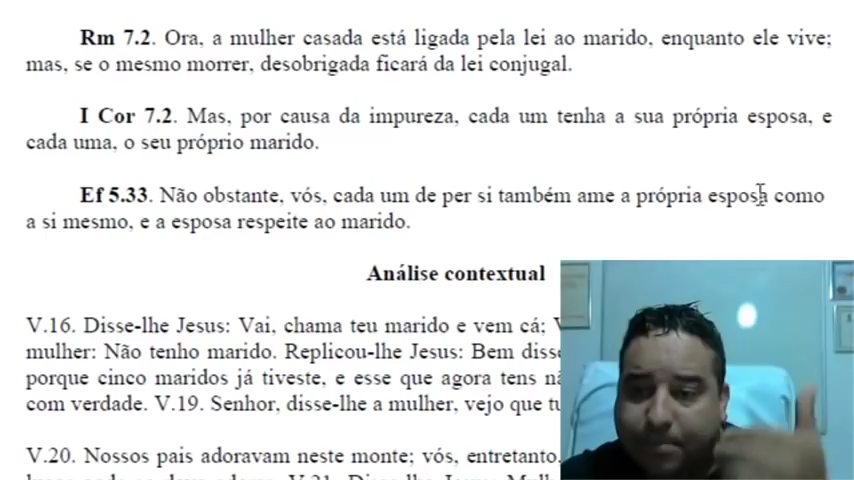 Rm 7.2. Ora, a mulher casada está ligada pela lei ao marido, enquanto ele vive;
mas, se o mesmo morrer, desobrigada ficará da lei conjugal.
I Cor 7.2. Mas, por causa da impureza, cada um tenha a sua própria esposa, e
cada uma, o seu próprio marido.
Ef 5.33. Não obstante, vós, cada um de per si também ame a própria esposa como
a si mesmo, e a esposa respeite ao marido.
Análise contextual
V.16. Disse-lhe Jesus: Vai, chama teu marido e vem cá;
mulher: Não tenho marido. Replicou-lhe Jesus: Bem
porque cinco maridos já tiveste, e esse que agora tens
com verdade. V.19. Senhor, disse-lhe a mulher, vejo que
V.20. Nossos pais adoravam neste monte; vós, entretanto,